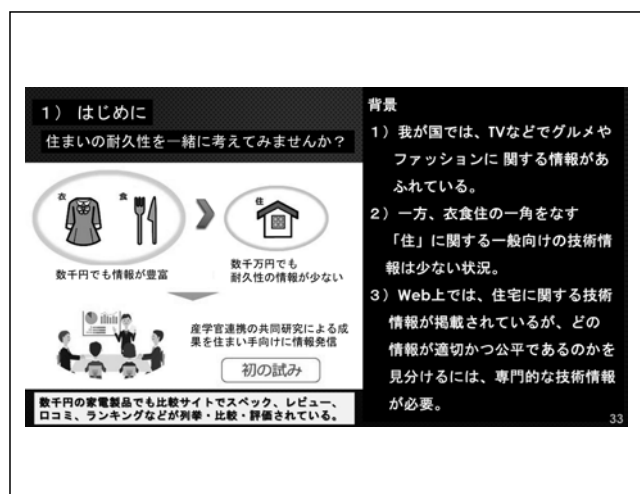 1） はじめに
住まいの耐久性を一緒に考えてみませんか？
衣
食
住
数千円でも情報が豊富
数千万円でも
耐久性の情報が少ない
産学官連携の共同研究による成
果を住まい手向けに情報発信
初の試み
数千円の家電製品でも比較サイトでスペック、レビュー、
口コミ、ランキングなどが列挙・比較・評価されている。
背景
1）我が国では、TVなどでグルメや
ファッションに 関する情報があ
ふれている。
2）一方、衣食住の一角をなす
「住」に関する一般向けの技術情
報は少ない状況。
3）Web上では、住宅に関する技術
情報が掲載されているが、どの
情報が適切かつ公平であるのかを
見分けるには、専門的な技術情報
が必要。
33